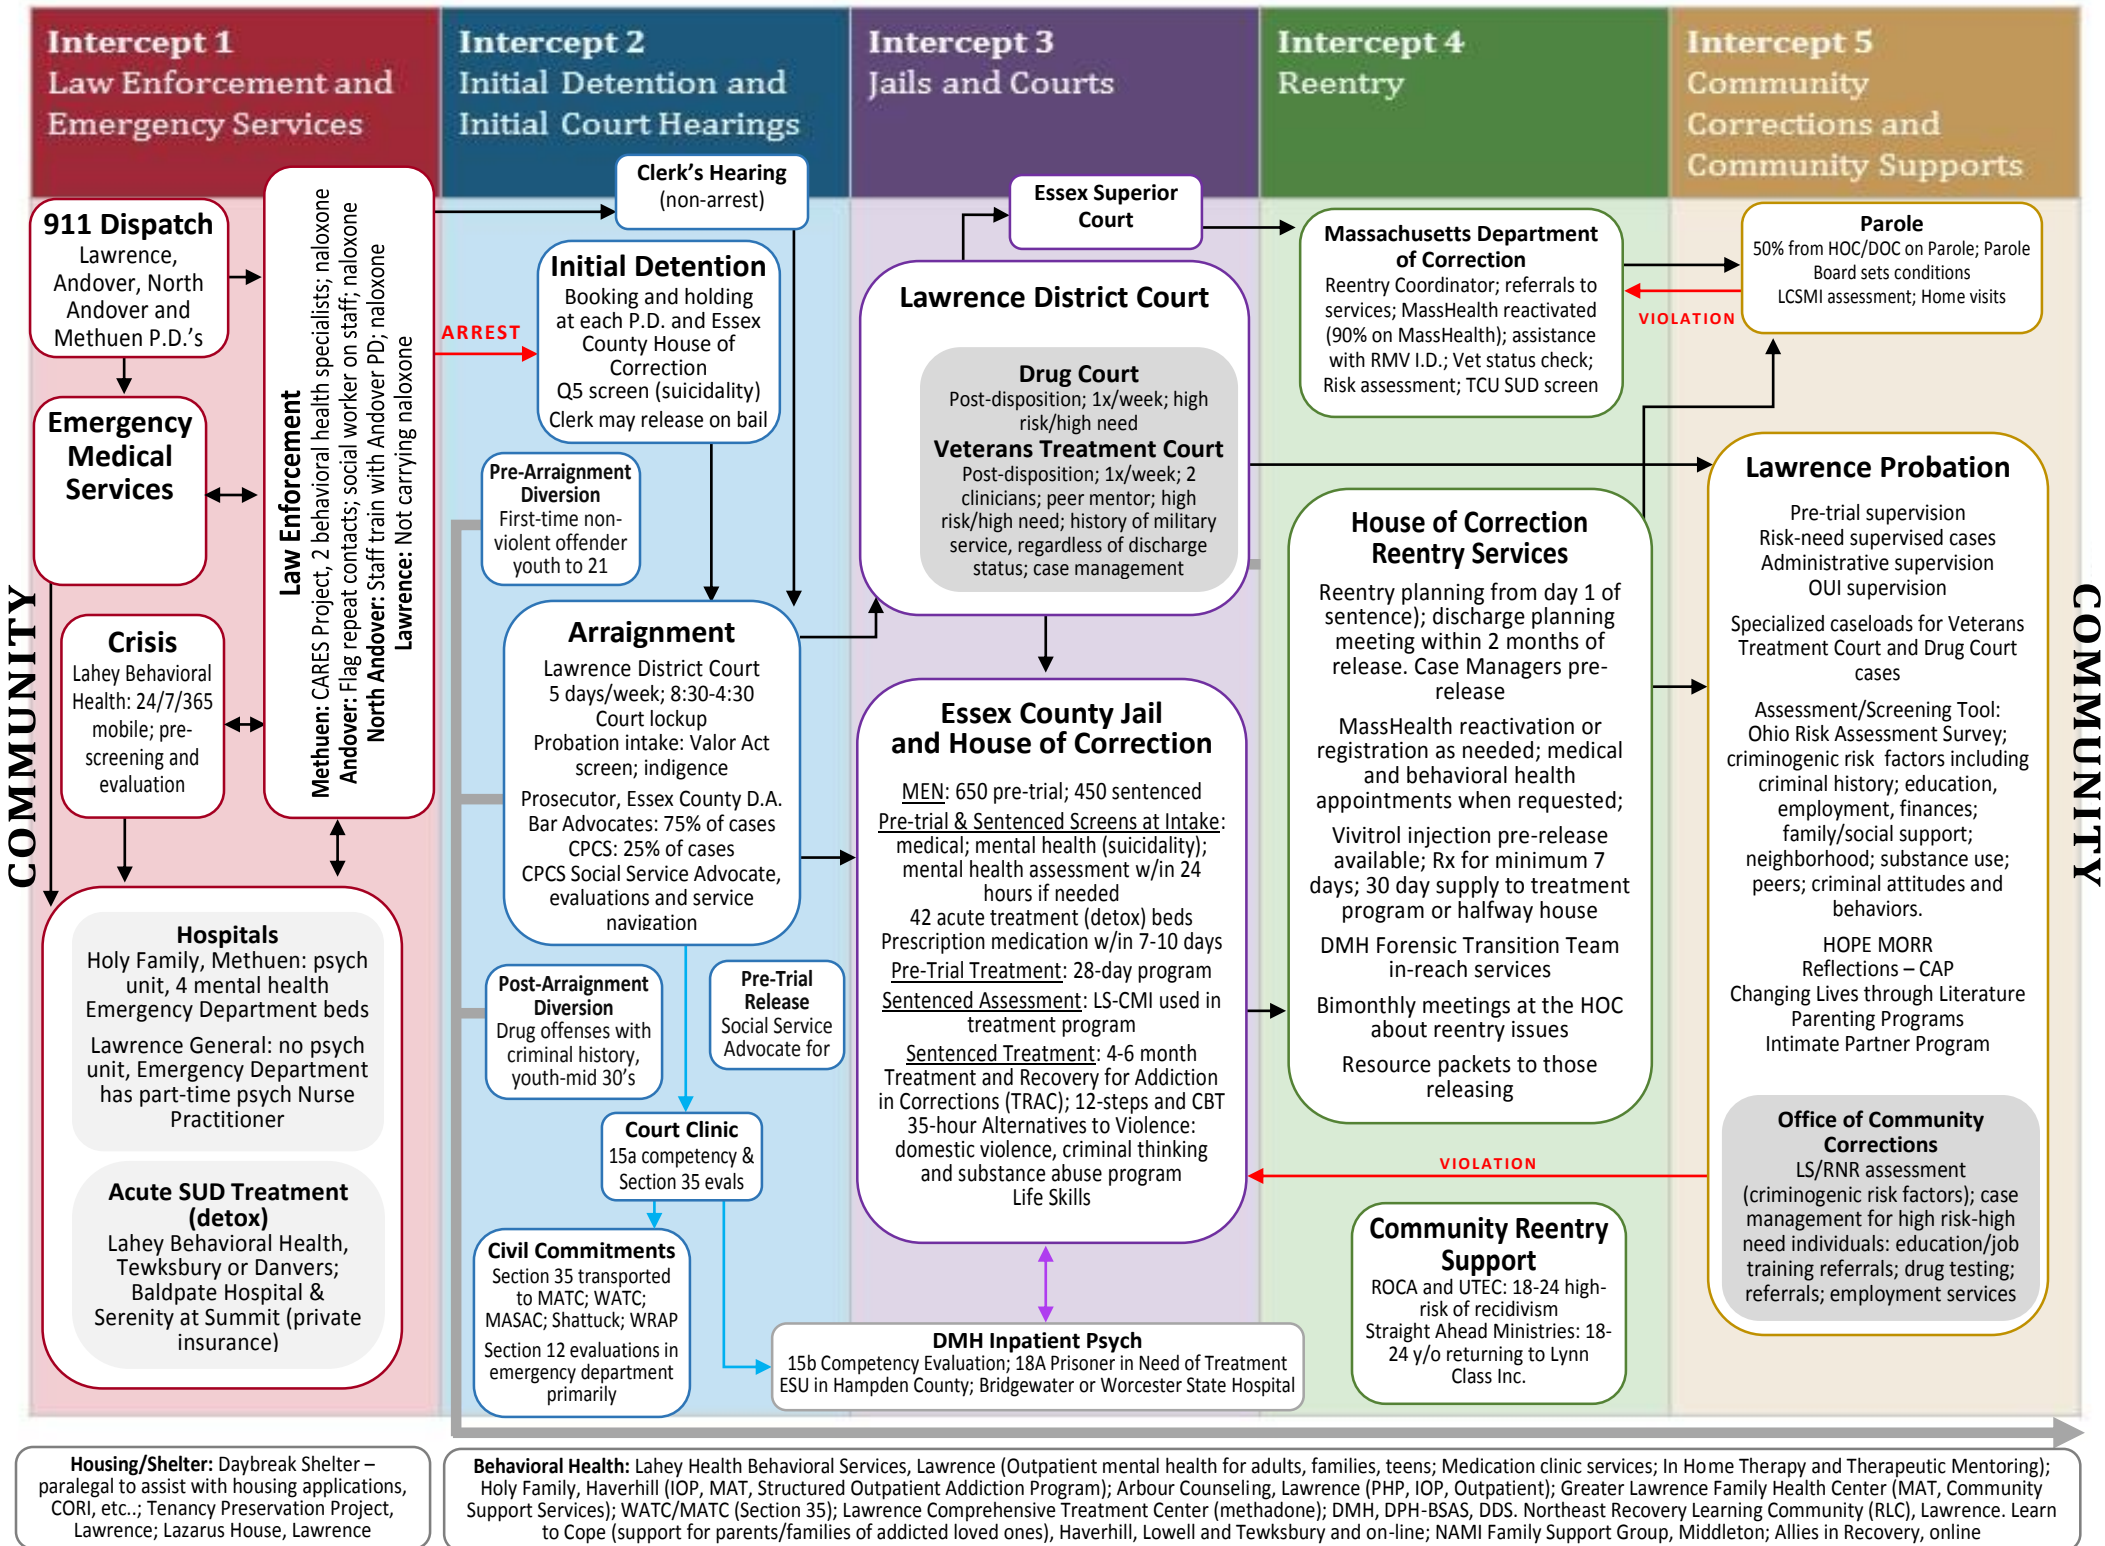 Intercept 1
Law Enforcement and
Emergency Services
Intercept 2
Initial Detention and
Initial Court Hearings
Intercept 3
Jails and Courts
Intercept 4
Reentry
Intercept 5
Community
Corrections and
Community Supports
COMMUNITY
911 Dispatch
Lawrence,
Andover, North
Andover and
Methuen P.D.'s
Emergency
Medical
Services
Crisis
Lahey Behavioral
Health: 24/7/365
mobile; pre-
screening and
evaluation
Law Enforcement
Methuen: CARES Project, 2 behavioral health specialists; naloxone
Andover: Flag repeat contacts; social worker on staff; naloxone
North Andover: Staff train with Andover PD; naloxone
Lawrence: Not carrying naloxone
Hospitals
Holy Family, Methuen: psych
unit, 4 mental health
Emergency Department beds
Lawrence General: no psych
unit, Emergency Department
has part-time psych Nurse
Practitioner
Acute SUD Treatment
(detox)
Lahey Behavioral Health,
Tewksbury or Danvers;
Baldpate Hospital &
Serenity at Summit (private
insurance)
ARREST
Clerk's Hearing
(non-arrest)
Initial Detention
Booking and holding
at each P.D. and Essex
County House of
Correction
Q5 screen (suicidality)
Clerk may release on bail
Pre-Arraignment
Diversion
First-time non-
violent offender
youth to 21
Arraignment
Lawrence District Court
5 days/week; 8:30-4:30
Court lockup
Probation intake: Valor Act
screen; indigence
Prosecutor, Essex County D.A.
Bar Advocates: 75% of cases
CPCS: 25% of cases
CPCS Social Service Advocate,
evaluations and service
navigation
Post-Arraignment
Diversion
Drug offenses with
criminal history,
youth-mid 30's
Pre-Trial
Release
Social Service
Advocate for
Court Clinic
15a competency &
Section 35 evals
Civil Commitments
Section 35 transported
to MATC; WATC;
MASAC; Shattuck; WRAP
Section 12 evaluations in
emergency department
primarily
Essex Superior
Court
Lawrence District Court
Drug Court
Post-disposition; 1x/week; high
risk/high need
Veterans Treatment Court
Post-disposition; 1x/week; 2
clinicians; peer mentor; high
risk/high need; history of military
service, regardless of discharge
status; case management
Essex County Jail
and House of Correction
MEN: 650 pre-trial; 450 sentenced
Pre-trial & Sentenced Screens at Intake:
medical; mental health (suicidality);
mental health assessment w/in 24
hours if needed
42 acute treatment (detox) beds
Prescription medication w/in 7-10 days
Pre-Trial Treatment: 28-day program
Sentenced Assessment: LS-CMI used in
treatment program
Sentenced Treatment: 4-6 month
Treatment and Recovery for Addiction
in Corrections (TRAC); 12-steps and CBT
35-hour Alternatives to Violence:
domestic violence, criminal thinking
and substance abuse program
Life Skills
DMH Inpatient Psych
15b Competency Evaluation; 18A Prisoner in Need of Treatment
ESU in Hampden County; Bridgewater or Worcester State Hospital
Massachusetts Department
of Correction
Reentry Coordinator; referrals to
services; MassHealth reactivated
(90% on MassHealth); assistance
with RMV I.D.; Vet status check;
Risk assessment; TCU SUD screen
House of Correction
Reentry Services
Reentry planning from day 1 of
sentence); discharge planning
meeting within 2 months of
release. Case Managers pre-
release
MassHealth reactivation or
registration as needed; medical
and behavioral health
appointments when requested;
Vivitrol injection pre-release
available; Rx for minimum 7
days; 30 day supply to treatment
program or halfway house
DMH Forensic Transition Team
in-reach services
Bimonthly meetings at the HOC
about reentry issues
Resource packets to those
releasing
VIOLATION
Community Reentry
Support
ROCA and UTEC: 18-24 high-
risk of recidivism
Straight Ahead Ministries: 18-
24 y/o returning to Lynn
Class Inc.
Parole
50% from HOC/DOC on Parole; Parole
Board sets conditions
LCSMI assessment; Home visits
VIOLATION
Lawrence Probation
Pre-trial supervision
Risk-need supervised cases
Administrative supervision
OUI supervision
Specialized caseloads for Veterans
Treatment Court and Drug Court
cases
Assessment/Screening Tool:
Ohio Risk Assessment Survey;
criminogenic risk factors including
criminal history; education,
employment, finances;
family/social support;
neighborhood; substance use;
peers; criminal attitudes and
behaviors.
HOPE MORR
Reflections – CAP
Changing Lives through Literature
Parenting Programs
Intimate Partner Program
Office of Community
Corrections
LS/RNR assessment
(criminogenic risk factors); case
management for high risk-high
need individuals: education/job
training referrals; drug testing;
referrals; employment services
COMMUNITY
Housing/Shelter: Daybreak Shelter –
paralegal to assist with housing applications,
CORI, etc..; Tenancy Preservation Project,
Lawrence; Lazarus House, Lawrence
Behavioral Health: Lahey Health Behavioral Services, Lawrence (Outpatient mental health for adults, families, teens; Medication clinic services; In Home Therapy and Therapeutic Mentoring);
Holy Family, Haverhill (IOP, MAT, Structured Outpatient Addiction Program); Arbour Counseling, Lawrence (PHP, IOP, Outpatient); Greater Lawrence Family Health Center (MAT, Community
Support Services); WATC/MATC (Section 35); Lawrence Comprehensive Treatment Center (methadone); DMH, DPH-BSAS, DDS. Northeast Recovery Learning Community (RLC), Lawrence. Learn
to Cope (support for parents/families of addicted loved ones), Haverhill, Lowell and Tewksbury and on-line; NAMI Family Support Group, Middleton; Allies in Recovery, online